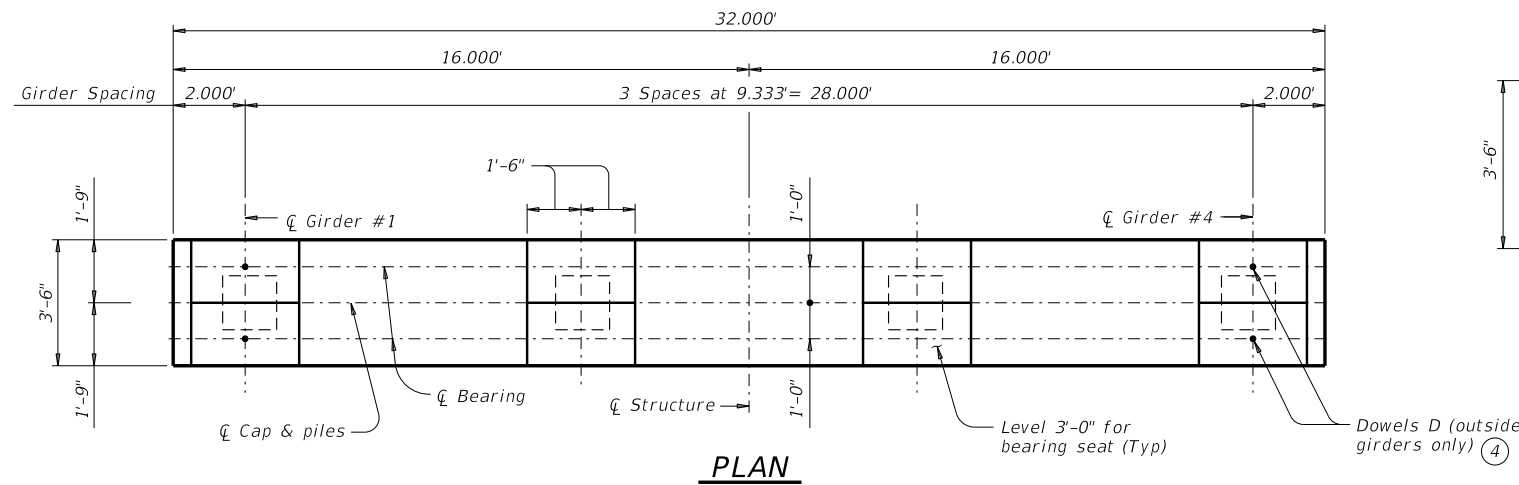 32.000'
16.000' 16.000'
Girder Spacing 2.000' 3 Spaces at 9.333'= 28.000' 2.000'
3'-6"
1'-6"
1'-9" 1'-0"
℄ Girder #1 ℄ Girder #4
3'-6"
1'-9" 1'-0"
℄ Bearing
℄ Structure
℄ Cap & piles
Level 3'-0" for
bearing seat (Typ)
Dowels D (outside
girders only) 4
PLAN